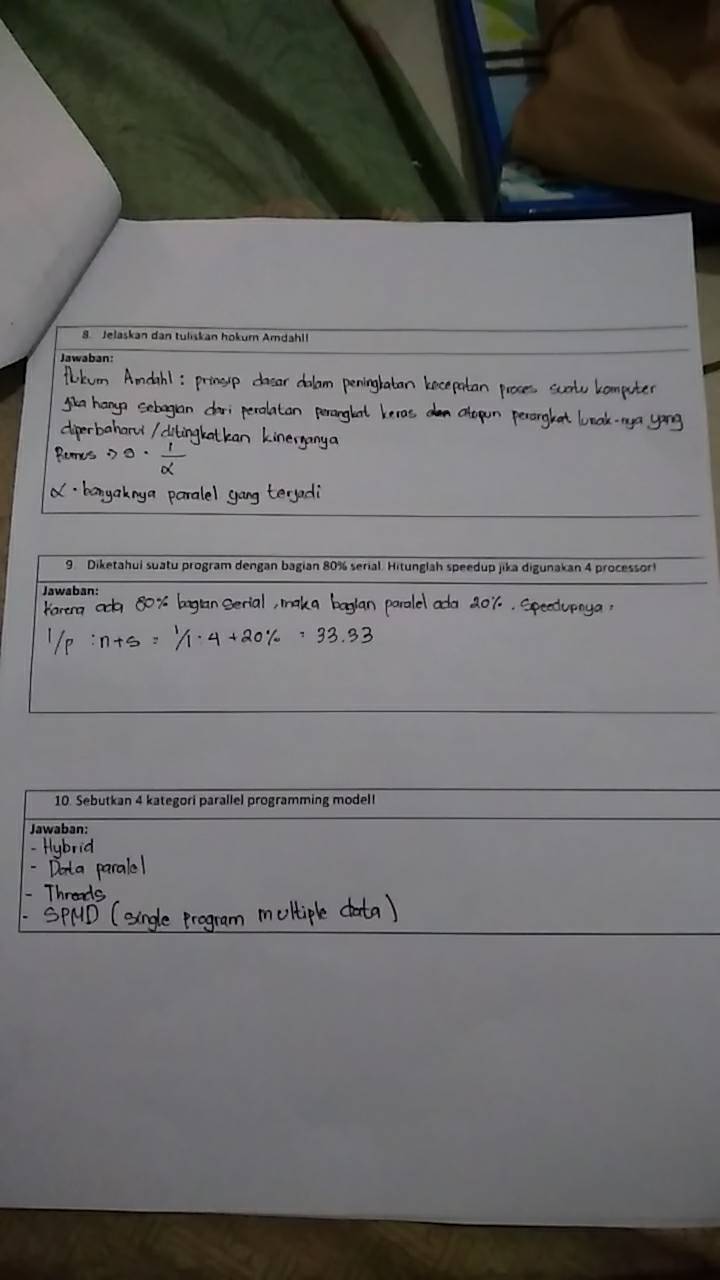 8. Jelaskan dan tuliskan hokum Amdahl!
Jawaban:
Hukum Amdahl : prinsip dasar dalam peningkatan kecepatan proses suatu komputer
jika hanya sebagian dari peralatan perangkat keras dan ataupun perangkat lunak-nya yang
diperbaharui / ditingkatkan kinerjanya
Rumus => 1/α
α = banyaknya paralel yang terjadi
9. Diketahui suatu program dengan bagian 80% serial. Hitunglah speedup jika digunakan 4 processor!
Jawaban:
Karena ada 80% bagian serial , maka bagian paralel ada 20% . Speedupnya :
1/p : n+s = 1/1 . 4 + 20% = 33.33
10. Sebutkan 4 kategori parallel programming model!
Jawaban:
- Hybrid
- Data paralel
- Threads
- SPMD (single program multiple data)